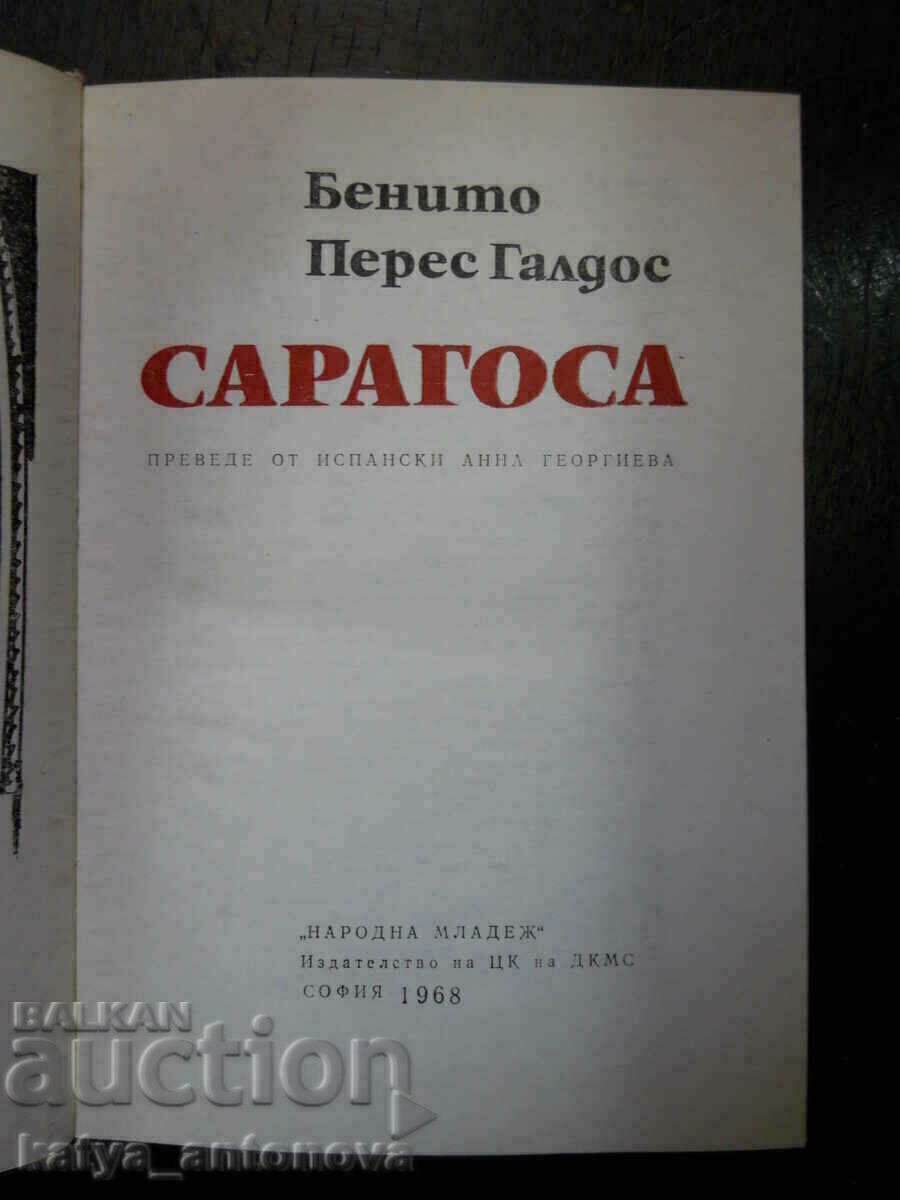 Бенито
Перес Галдос
САРАГОСА
ПРЕВЕДЕ ОТ ИСПАНСКИ АННА ГЕОРГИЕВА
„НАРОДНА МЛАДЕЖ“
Издателство на ЦК на ДКМС
СОФИЯ 1968
BALKAN
auction
katya_antonova